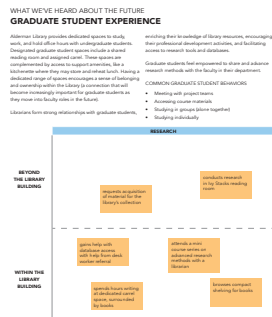 WHAT WE'VE HEARD ABOUT THE FUTURE
GRADUATE STUDENT EXPERIENCE
Alderman Library provides dedicated spaces to study,
work, and hold office hours with undergraduate students.
Designated graduate student spaces include a shared
reading room and assigned carrel. These spaces are
complemented by access to support amenities, like a
kitchenette where they may store and reheat lunch. Having a
dedicated range of spaces encourages a sense of belonging
and ownership within the Library (a connection that will
become increasingly important for graduate students as
they move into faculty roles in the future).
Librarians form strong relationships with graduate students,
enriching their knowledge of library resources, encouraging
their professional development activities, and facilitating
access to research tools and databases.
Graduate students feel empowered to share and advance
research methods with the faculty in their department.
COMMON GRADUATE STUDENT BEHAVIORS
• Meeting with project teams
• Accessing course materials
• Studying in groups (alone together)
• Studying individually
RESEARCH
BEYOND
THE LIBRARY
BUILDING
requests acquisition
of material for the
library's collection
conducts research
in Ivy Stacks reading
room
WITHIN THE
LIBRARY
BUILDING
gains help with
database access
with help from desk
worker referral
attends a mini
course series on
advanced research
methods with a
librarian
spends hours sitting
at dedicated carrel
space, surrounded
by books
browses compact
shelving for books